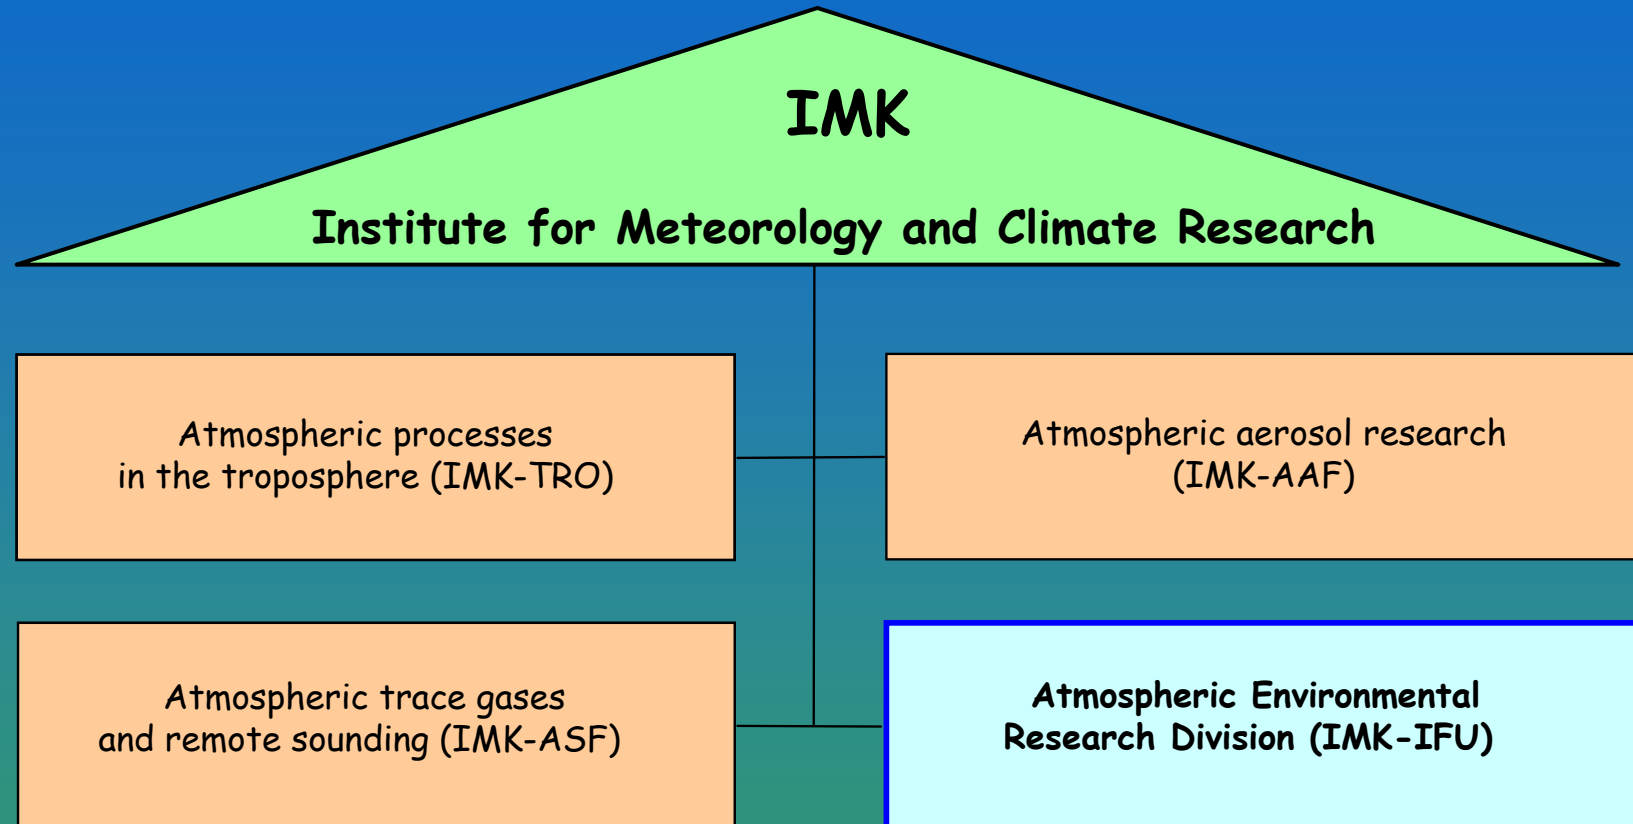 IMK
Institute for Meteorology and Climate Research
Atmospheric processes
in the troposphere (IMK-TRO)
Atmospheric aerosol research
(IMK-AAF)
Atmospheric trace gases
and remote sounding (IMK-ASF)
Atmospheric Environmental
Research Division (IMK-IFU)